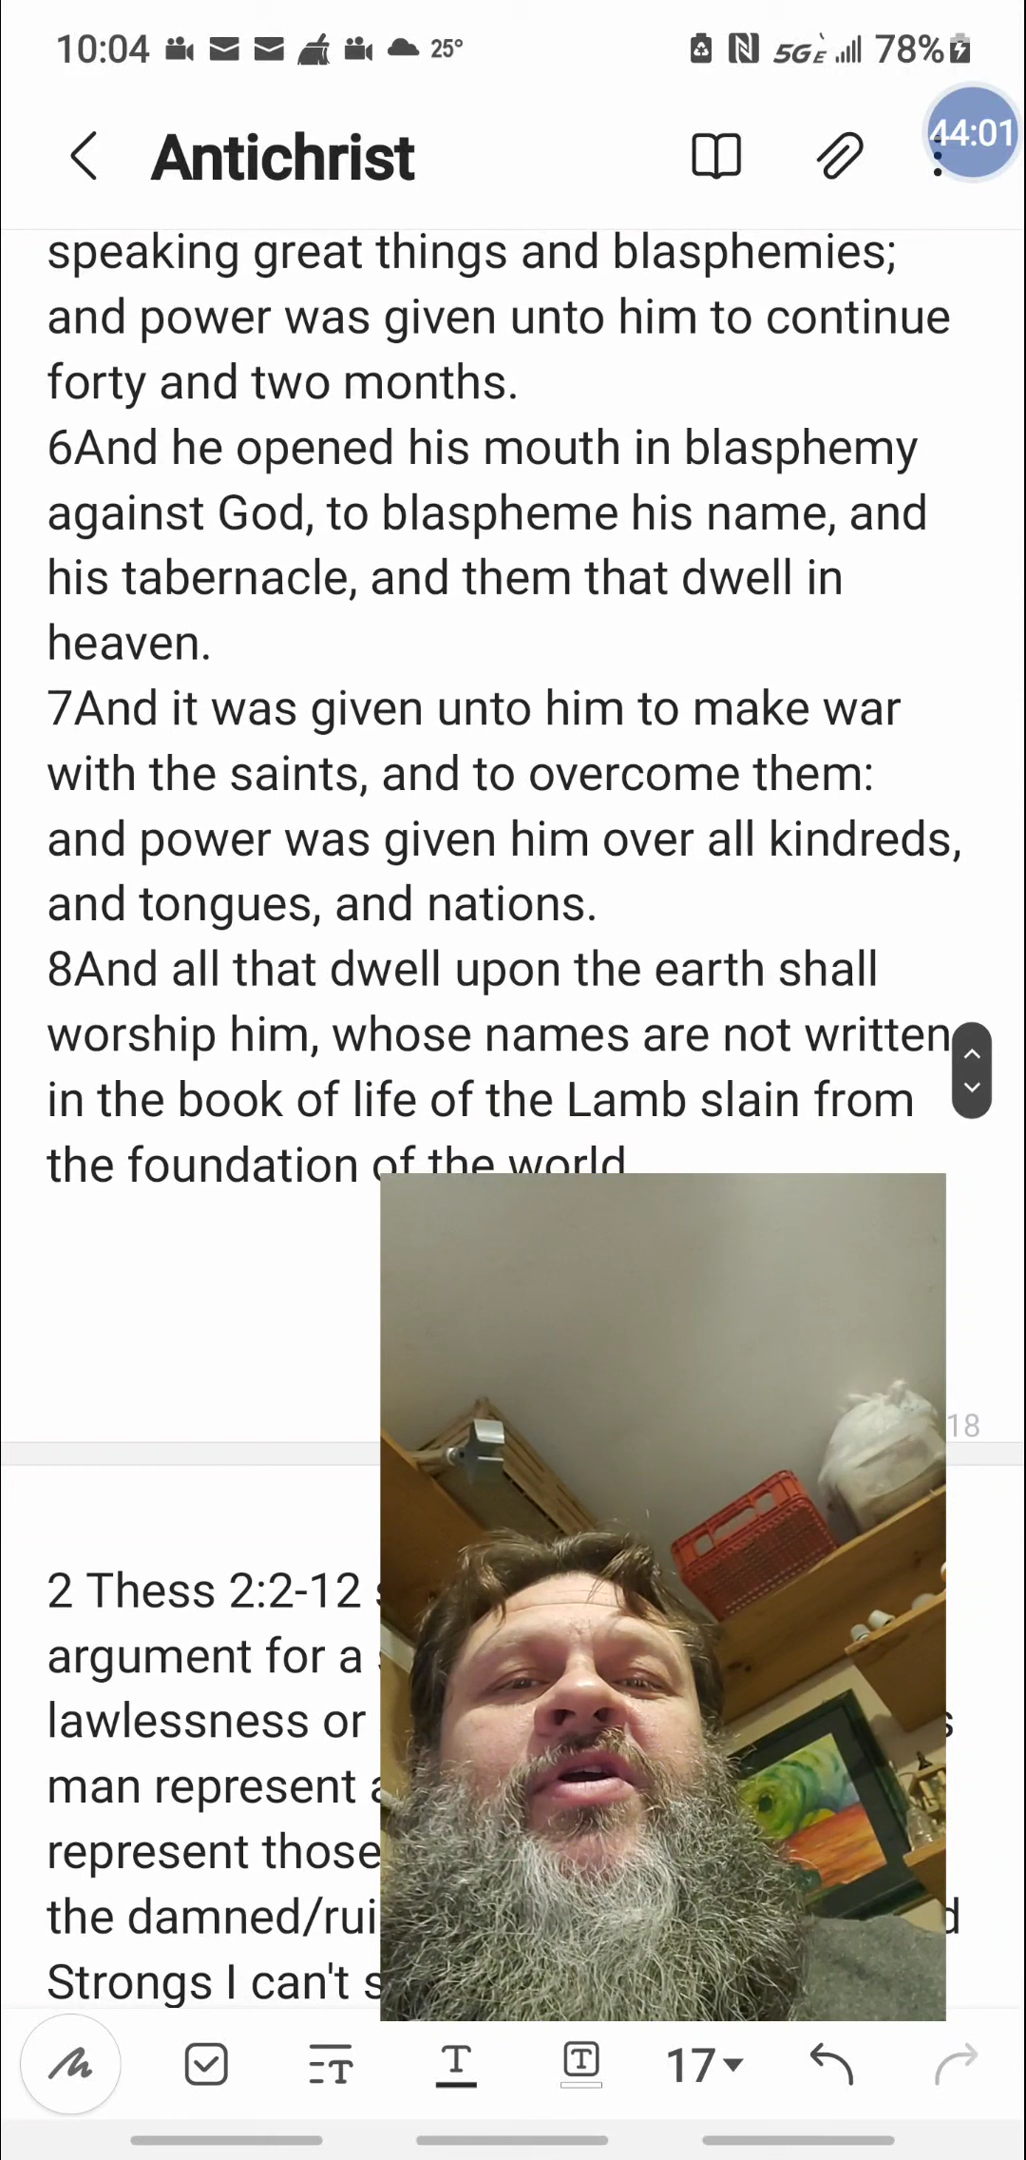 10:04 25° 5GE 78%
Antichrist
44:01
speaking great things and blasphemies;
and power was given unto him to continue
forty and two months.
6And he opened his mouth in blasphemy
against God, to blaspheme his name, and
his tabernacle, and them that dwell in
heaven.
7And it was given unto him to make war
with the saints, and to overcome them:
and power was given him over all kindreds,
and tongues, and nations.
8And all that dwell upon the earth shall
worship him, whose names are not written
in the book of life of the Lamb slain from
the foundation of the world
18
2 Thess 2:2-12
argument for a
lawlessness or
man represent
represent those
the damned/rui
Strongs I can't
17